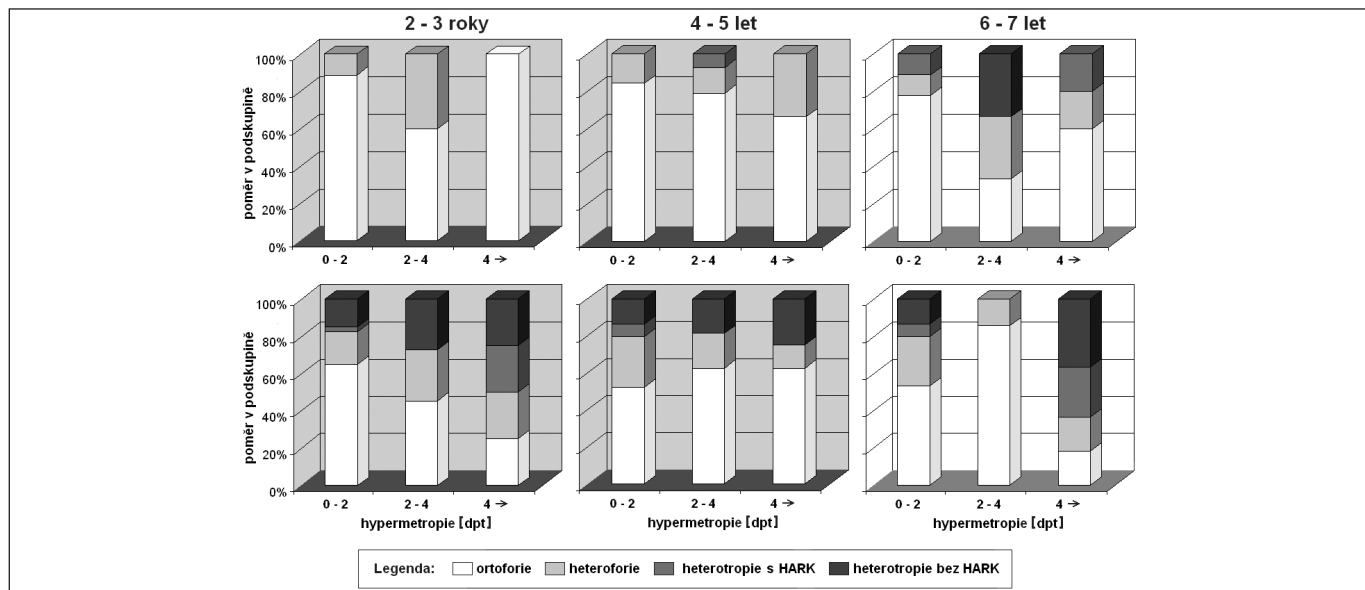 2 - 3 roky 4 - 5 let 6 - 7 let
poměr v podskupině
100%
80%
60%
40%
20%
0%
0 - 2 2 - 4 4 →
0 - 2 2 - 4 4 →
0 - 2 2 - 4 4 →
poměr v podskupině
100%
80%
60%
40%
20%
0%
0 - 2 2 - 4 4 →
hypermetropie [dpt]
0 - 2 2 - 4 4 →
hypermetropie [dpt]
0 - 2 2 - 4 4 →
hypermetropie [dpt]
Legenda: ortoforie heteroforie heterotropie s HARK heterotropie bez HARK